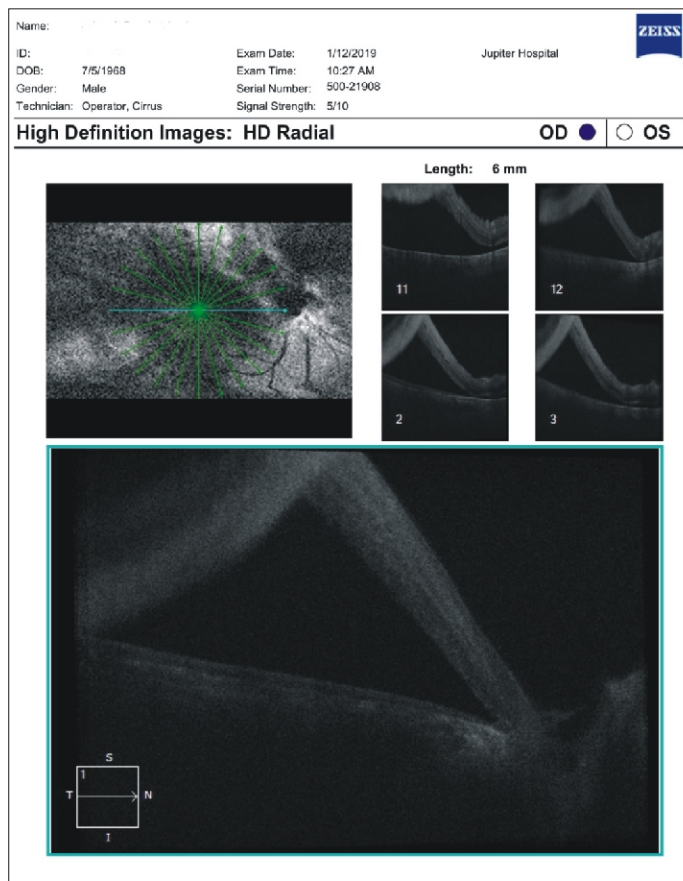 Name:
ZEISS
ID:
Exam Date: 1/12/2019
Jupiter Hospital
DOB: 7/5/1968
Exam Time: 10:27 AM
Gender: Male
Serial Number: 500-21908
Technician: Operator, Cirrus
Signal Strength: 5/10
High Definition Images: HD Radial
OD OS
Length: 6 mm
11
12
2
3
S
1
T N
I